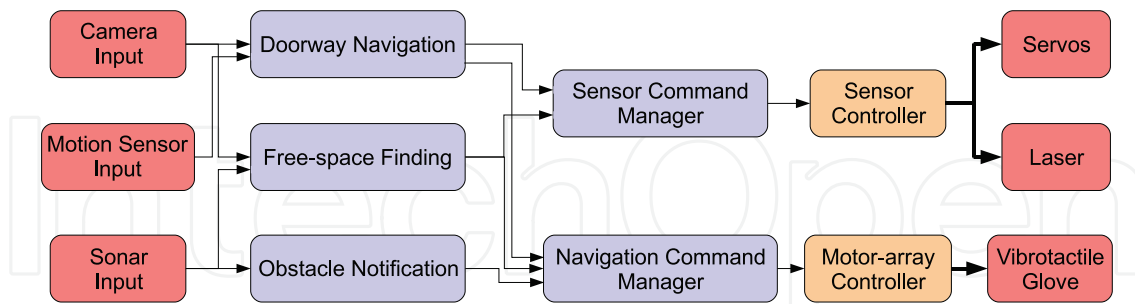 Camera
Input
Doorway Navigation
Servos
Sensor Command
Manager
Sensor
Controller
Motion Sensor
Input
Free-space Finding
Laser
Sonar
Input
Obstacle Notification
Navigation Command
Manager
Motor-array
Controller
Vibrotactile
Glove
IntechOpen